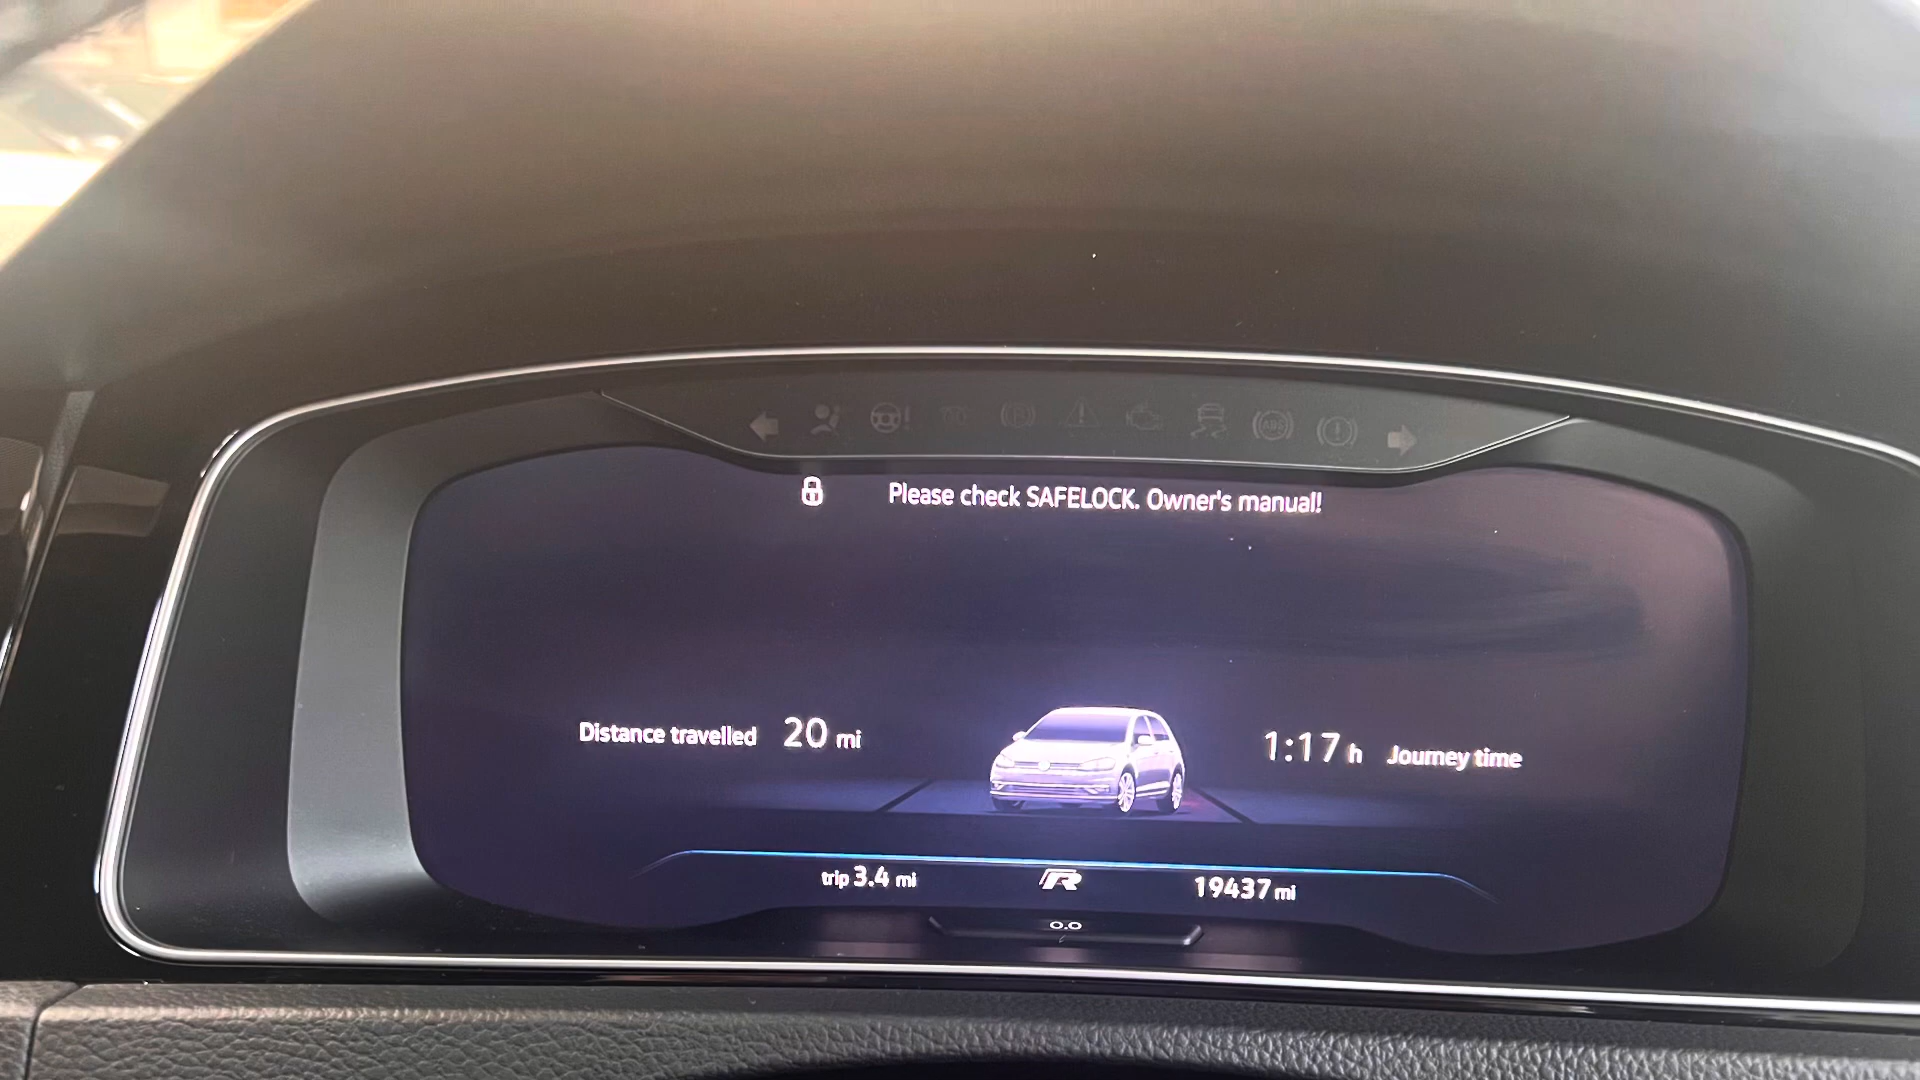 Please check SAFELOCK. Owner's manual!
Distance travelled 20 mi
1:17 h Journey time
trip 3.4 mi
R
19437 mi
0.0
ABS